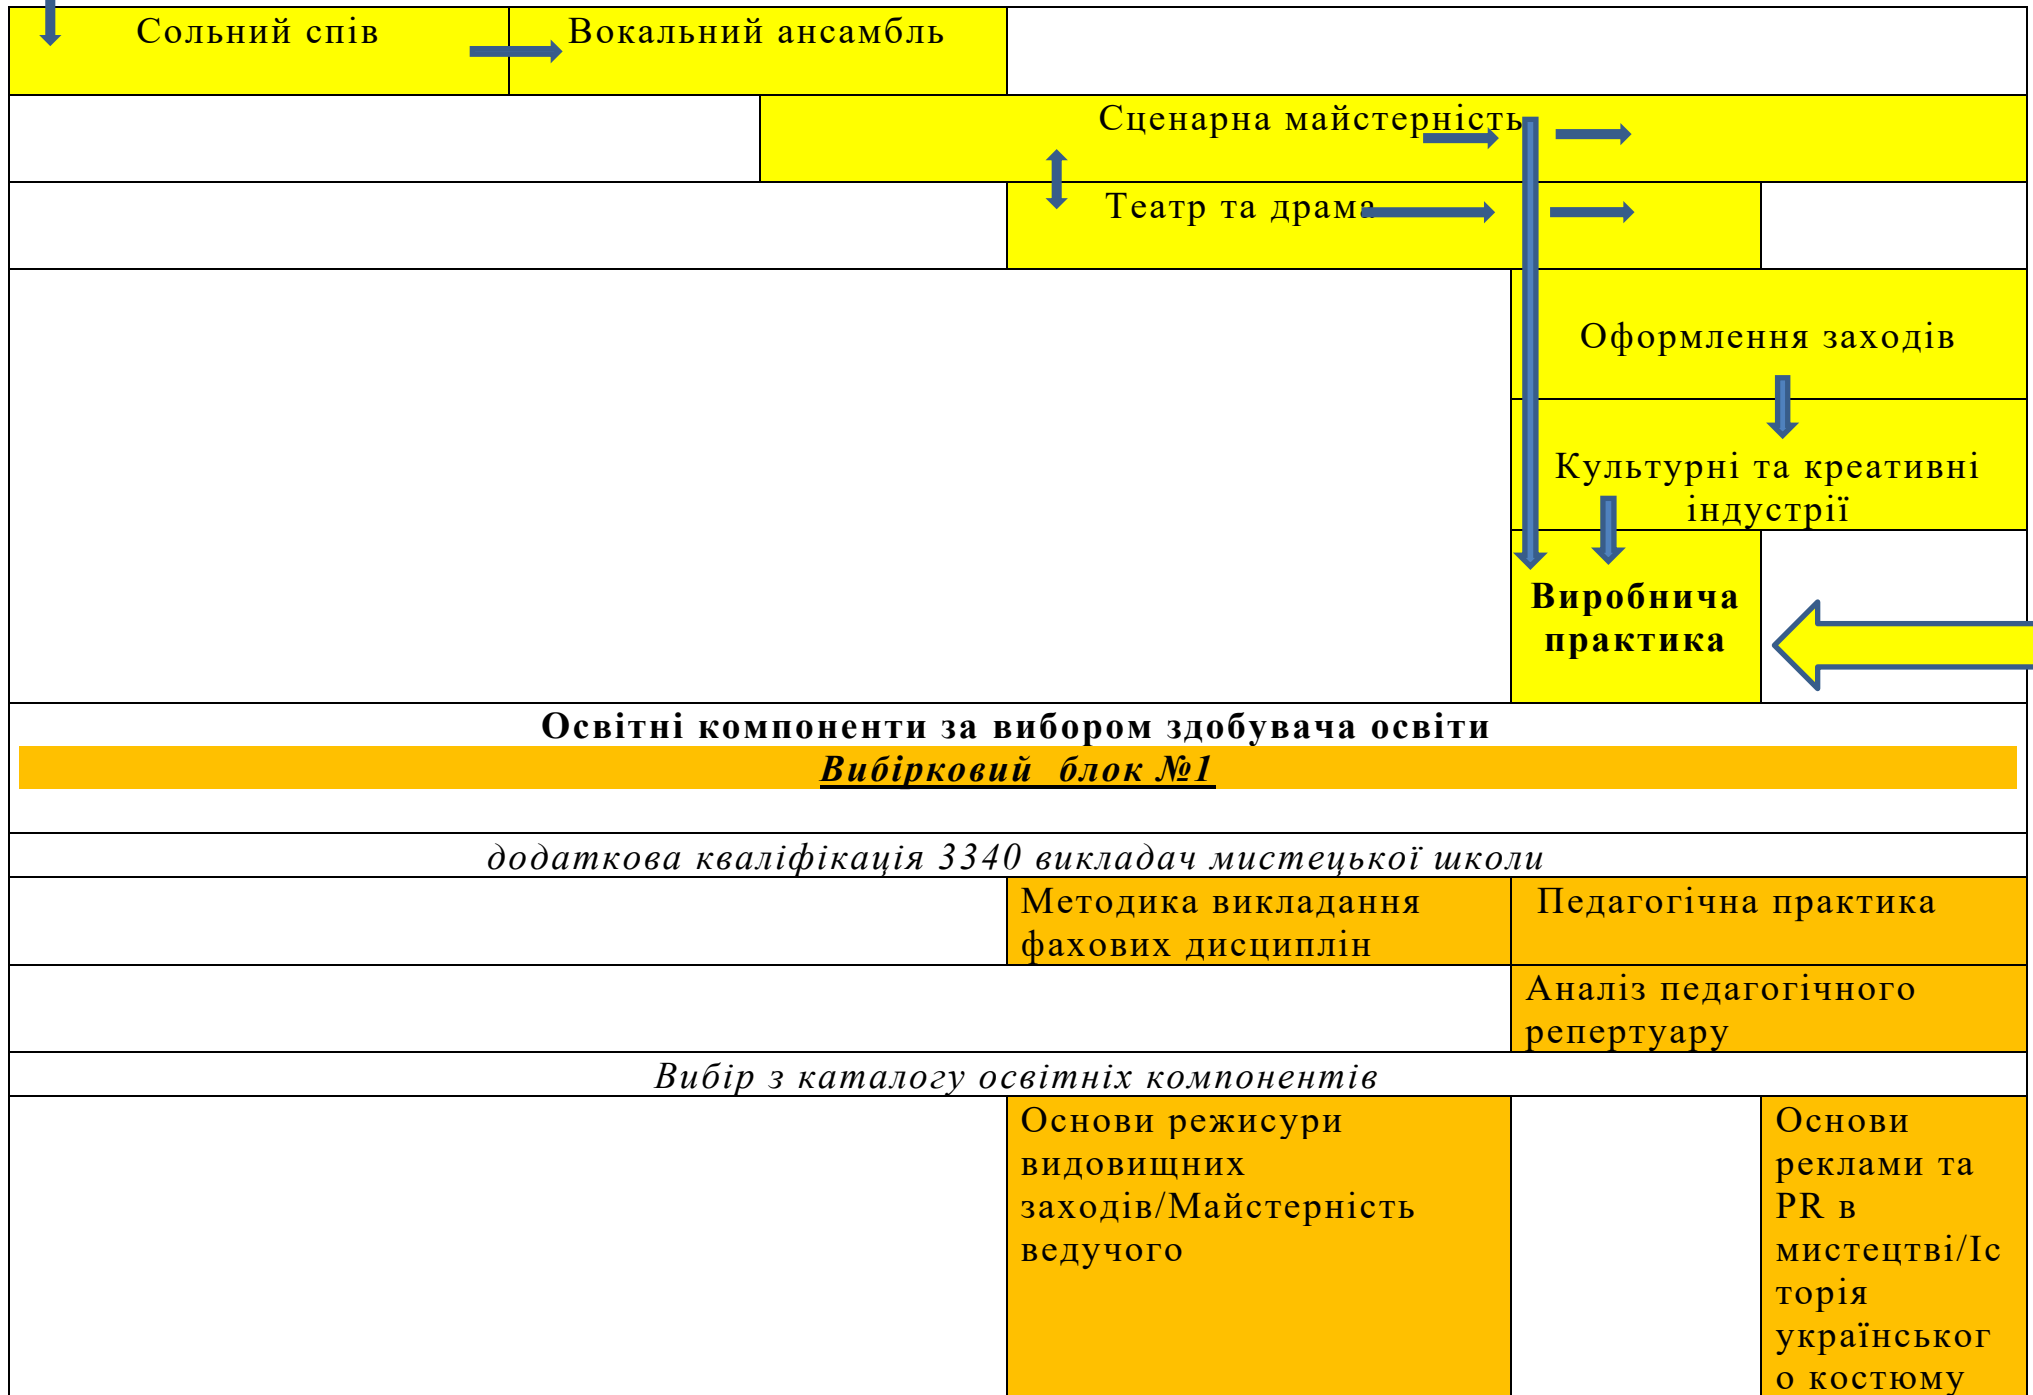 Сольний спів
Вокальний ансамбль
Сценарна майстерність
Театр та драма
Оформлення заходів
Культурні та креативні
індустрії
Виробнича
практика
Освітні компоненти за вибором здобувача освіти
Вибірковий блок №1
додаткова кваліфікація 3340 викладач мистецької школи
Методика викладання
фахових дисциплін
Педагогічна практика
Аналіз педагогічного
репертуару
Вибір з каталогу освітніх компонентів
Основи режисури
видовищних
заходів/Майстерність
ведучого
Основи
реклами та
PR в
мистецтві/Іс
торія
українськог
о костюму